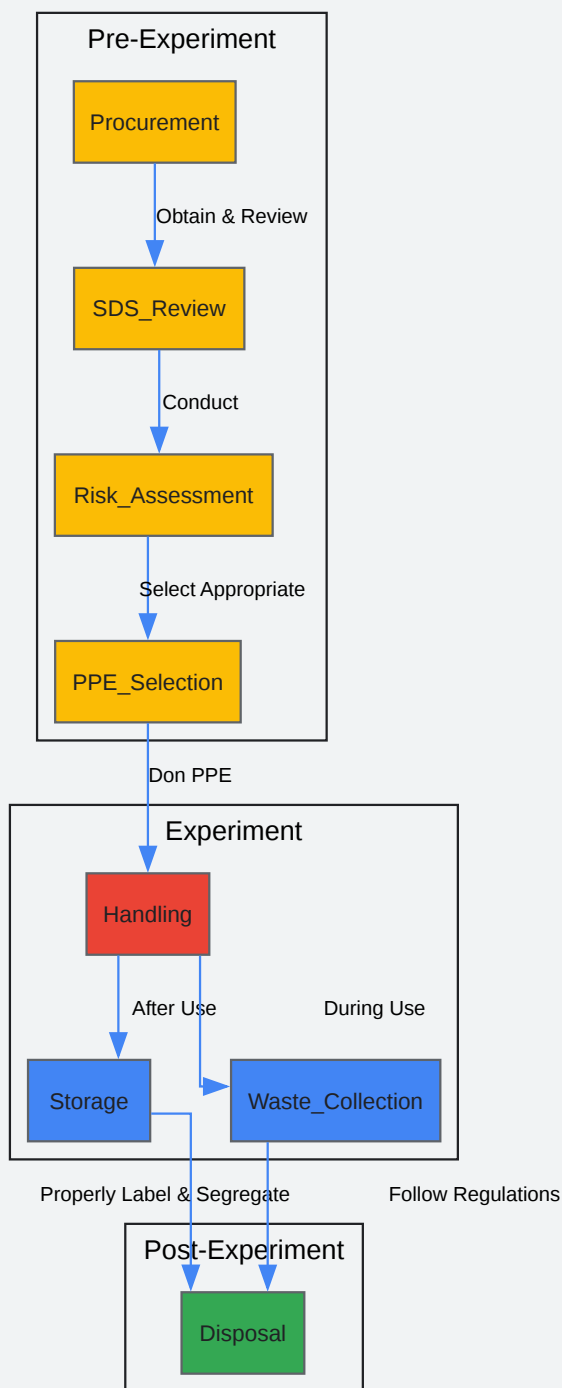 Pre-Experiment
Procurement
Obtain & Review
SDS_Review
Conduct
Risk_Assessment
Select Appropriate
PPE_Selection
Don PPE
Experiment
Handling
After Use
During Use
Storage
Waste_Collection
Properly Label & Segregate
Follow Regulations
Post-Experiment
Disposal